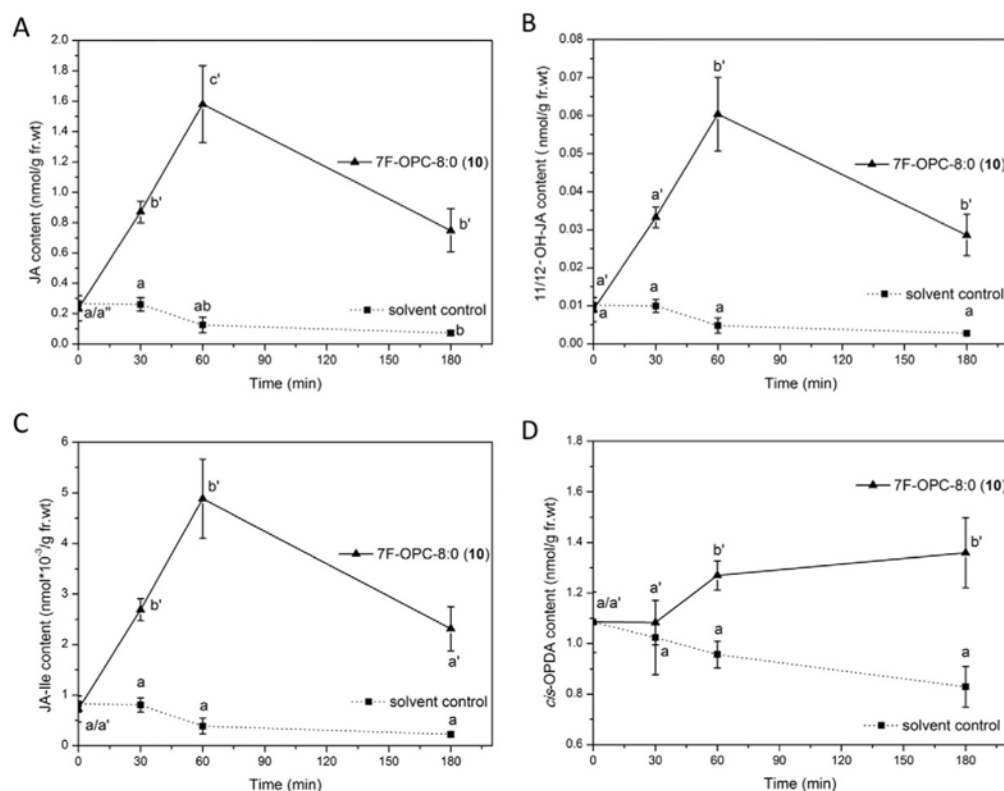 A
JA content (nmol/g fr.wt)
2.0
1.8
1.6
1.4
1.2
1.0
0.8
0.6
0.4
0.2
0.0
c'
7F-OPC-8:0 (10)
b'
b'
a
ab
solvent control
a/a''
b
0 30 60 90 120 150 180
Time (min)
B
11/12-OH-JA content ( nmol/g fr.wt)
0.08
0.07
0.06
0.05
0.04
0.03
0.02
0.01
0.00
b'
7F-OPC-8:0 (10)
a'
b'
a'
a
solvent control
a
a
a
0 30 60 90 120 150 180
Time (min)
C
JA-Ile content (nmol*10-3/g fr.wt)
6
5
4
3
2
1
0
b'
7F-OPC-8:0 (10)
b'
a'
a
solvent control
a/a'
a
a
0 30 60 90 120 150 180
Time (min)
D
cis-OPDA content (nmol/g fr.wt)
1.8
1.6
1.4
1.2
1.0
0.8
0.6
7F-OPC-8:0 (10)
b'
b'
a/a'
a'
a
a
a
solvent control
0 30 60 90 120 150 180
Time (min)